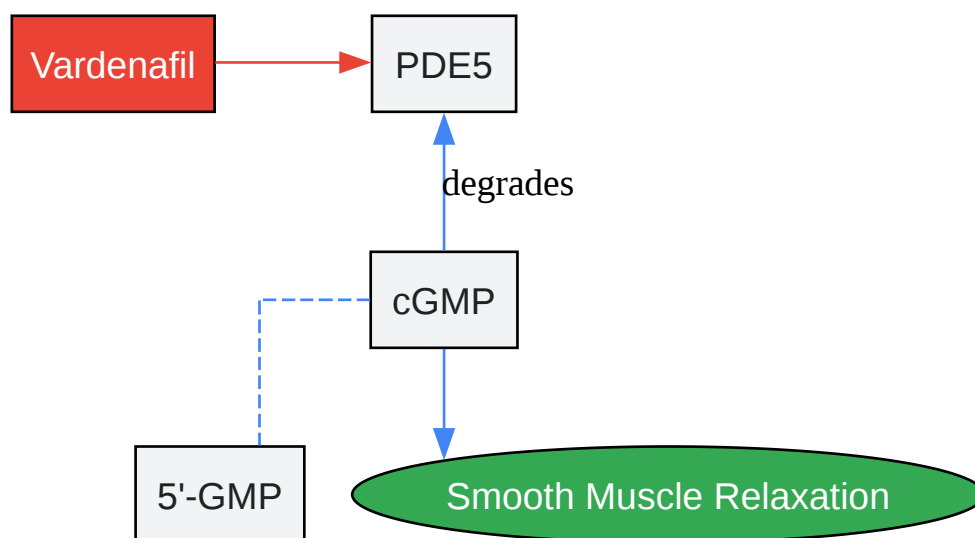 Vardenafil
PDE5
degrades
cGMP
5'-GMP
Smooth Muscle Relaxation